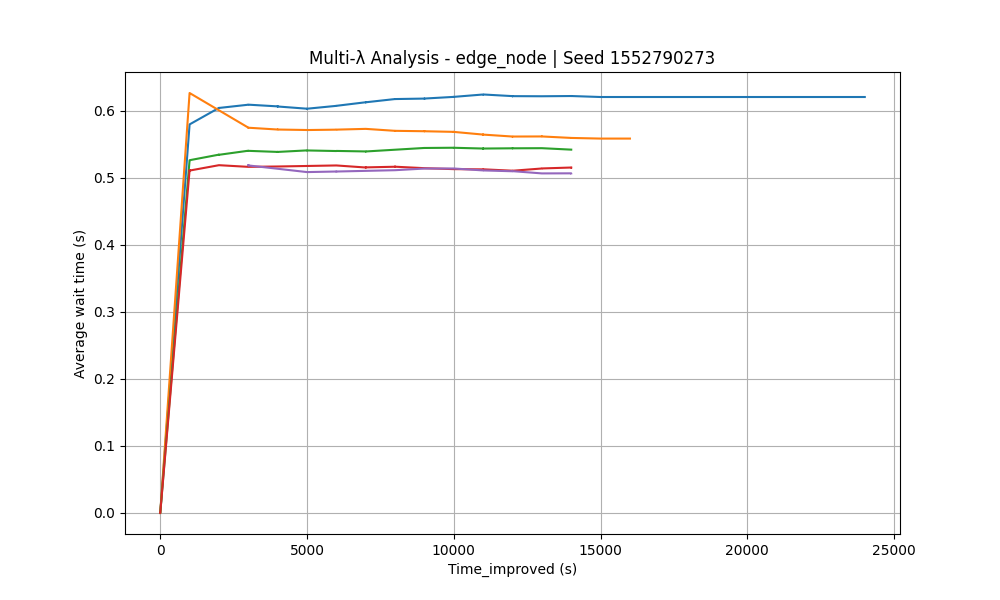 Multi-λ Analysis - edge_node | Seed 1552790273
Average wait time (s)
0.6
0.5
0.4
0.3
0.2
0.1
0.0
0 5000 10000 15000 20000 25000
Time_improved (s)